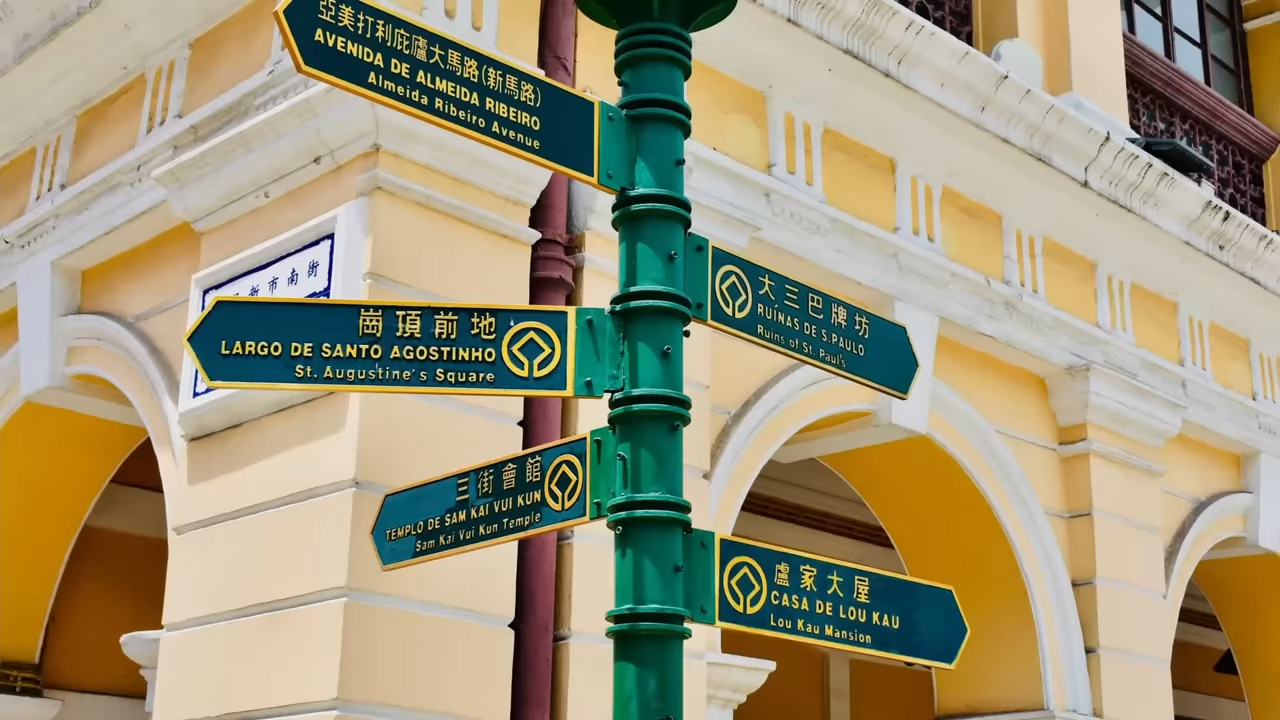 亞美打利庇盧大馬路(新馬路)
AVENIDA DE ALMEIDA RIBEIRO
Almeida Ribeiro Avenue
新市南街
崗頂前地
LARGO DE SANTO AGOSTINHO
St. Augustine's Square
三街會館
TEMPLO DE SAM KAI VUI KUN
Sam Kai Vui Kun Temple
大三巴牌坊
RUÍNAS DE S.PAULO
Ruins of St. Paul's
盧家大屋
CASA DE LOU KAU
Lou Kau Mansion